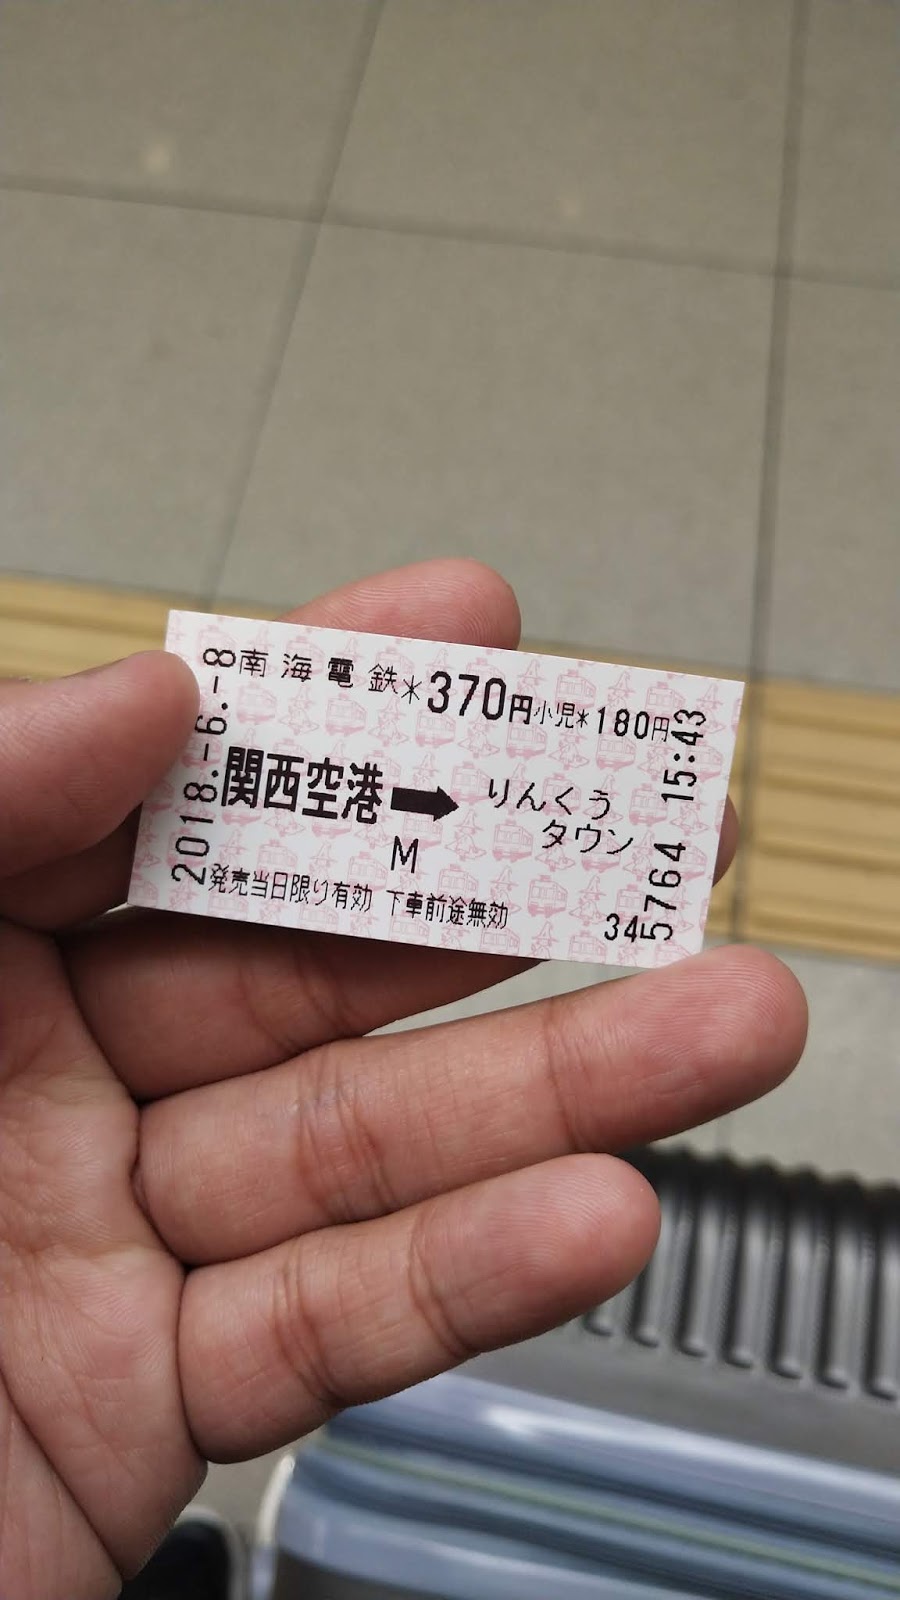 2018.-6.-8
南海電鉄 *370円 小児*180円
関西空港 ➡ りんくう
タウン
M
発売当日限り有効 下車前途無効
34
5764 15:43